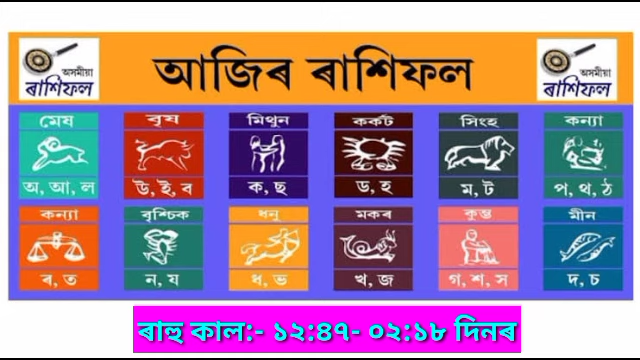 অসমীয়া
ৰাশিফল
আজিৰ ৰাশিফল
অসমীয়া
ৰাশিফল
মেষ
বৃষ
মিথুন
কৰ্কট
সিংহ
কন্যা
অ, আ, ল
উ, ই, ব
ক, ছ
ড, হ
ম, ট
প, থ, ঠ
কন্যা
বৃশ্চিক
ধনু
মকৰ
কুম্ভ
মীন
ৰ, ত
ন, য
ধ, ভ
খ, জ
গ, শ, স
দ, চ
ৰাহু কাল:- ১২:৪৭- ০২:১৮ দিনৰ